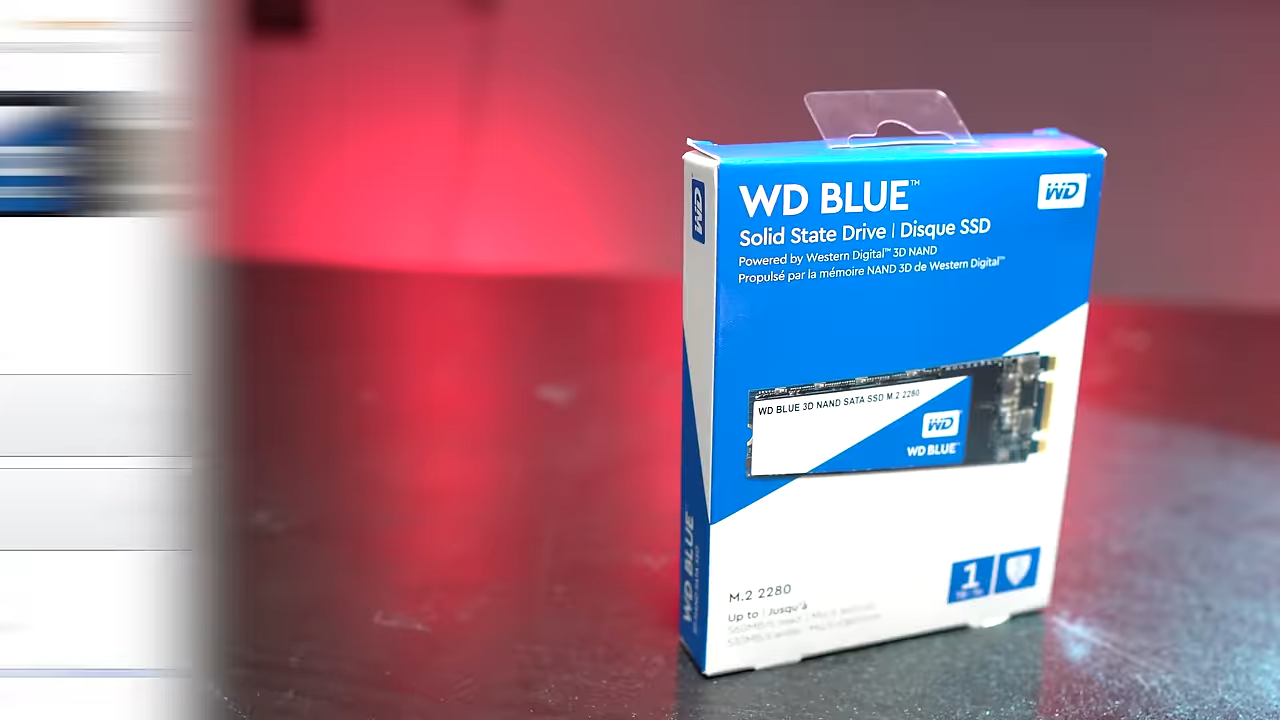 WD BLUE™
WD
Solid State Drive | Disque SSD
Powered by Western Digital™ 3D NAND
Propulsé par la mémoire NAND 3D de Western Digital™
WD
WD BLUE 3D NAND SATA SSD M.2 2280
WD
WD BLUE™
WD BLUE
M.2 2280
1
Up to | Jusqu'à